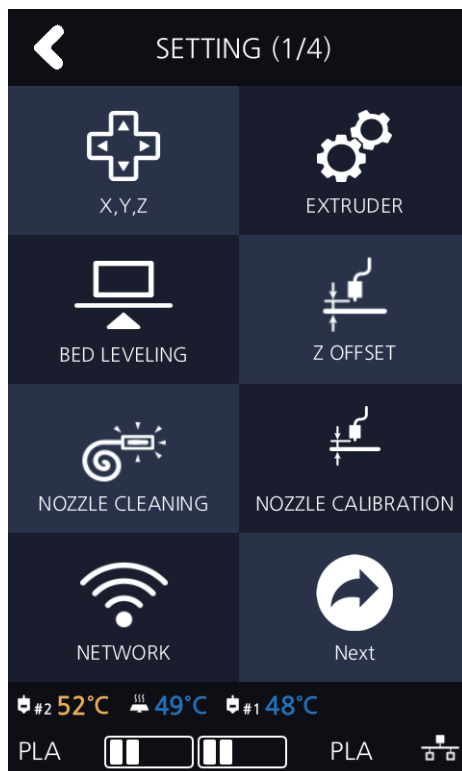 SETTING (1/4)
X,Y,Z
EXTRUDER
BED LEVELING
Z OFFSET
NOZZLE CLEANING
NOZZLE CALIBRATION
NETWORK
Next
#2 52°C 49°C #1 48°C
PLA PLA